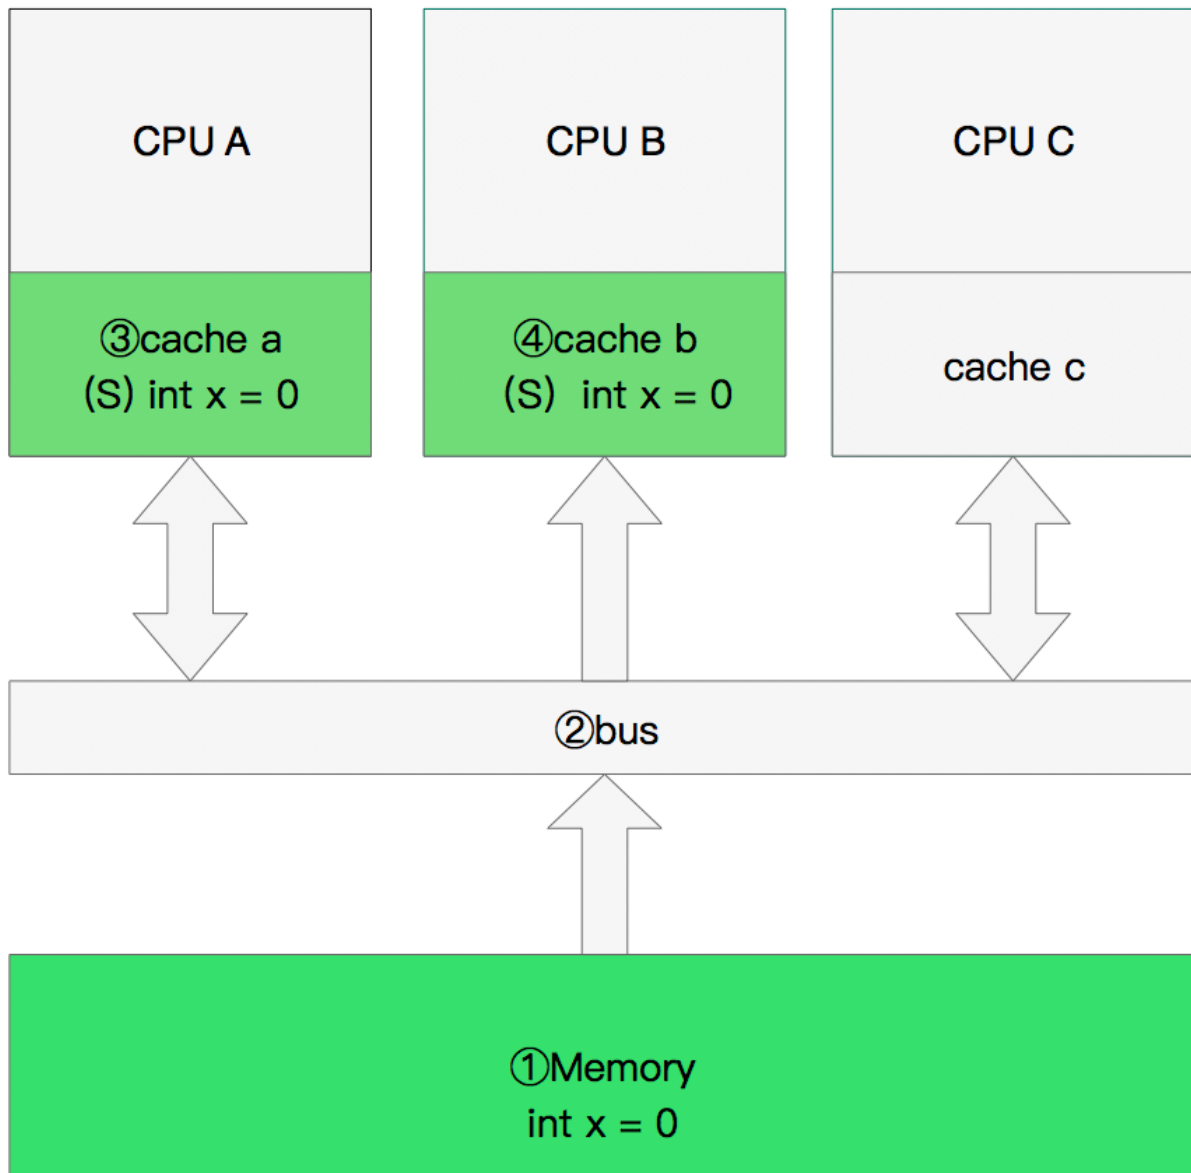 CPU A
CPU B
CPU C
③cache a
(S) int x = 0
④cache b
(S) int x = 0
cache c
②bus
①Memory
int x = 0